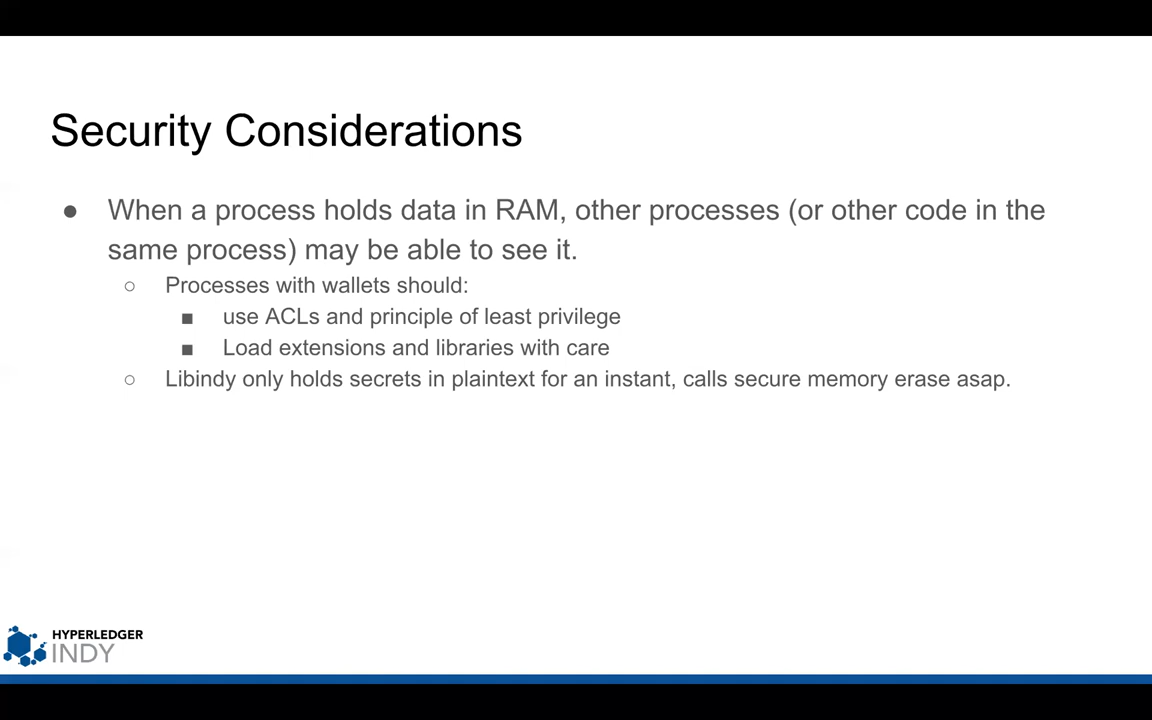 Security Considerations
● When a process holds data in RAM, other processes (or other code in the
same process) may be able to see it.
○ Processes with wallets should:
■ use ACLs and principle of least privilege
■ Load extensions and libraries with care
○ Libindy only holds secrets in plaintext for an instant, calls secure memory erase asap.
HYPERLEDGER
INDY